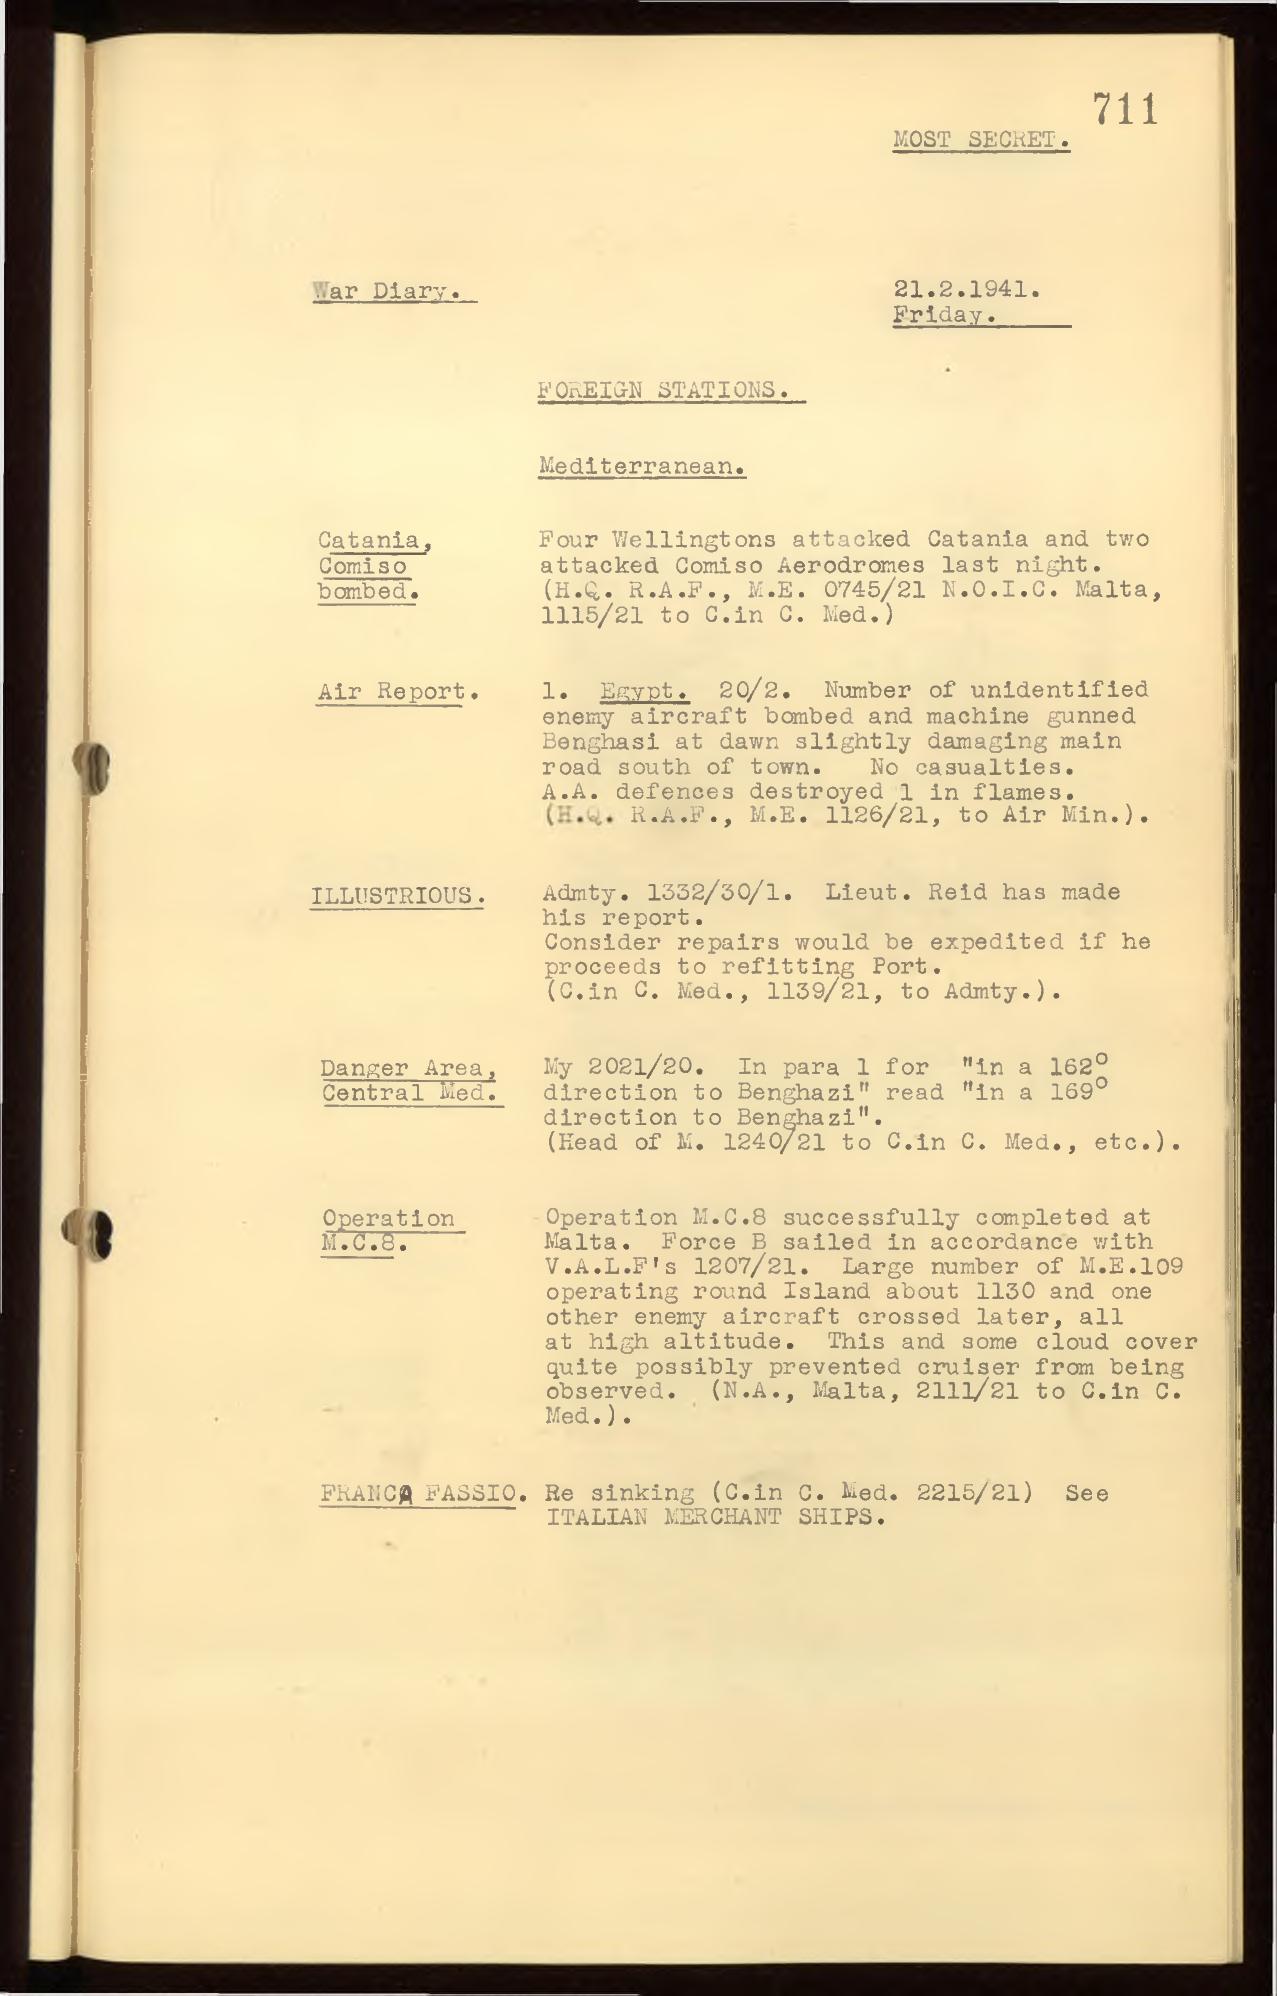 711
MOST SECRET.
War Diary.
21.2.1941.
Friday.
FOREIGN STATIONS.
Mediterranean.
Catania,
Comiso
bombed.
Four Wellingtons attacked Catania and two
attacked Comiso Aerodromes last night.
(H.Q. R.A.F., M.E. 0745/21 N.O.I.C. Malta,
1115/21 to C.in C. Med.)
Air Report.
1. Egypt. 20/2. Number of unidentified
enemy aircraft bombed and machine gunned
Benghasi at dawn slightly damaging main
road south of town. No casualties.
A.A. defences destroyed 1 in flames.
(H.Q. R.A.F., M.E. 1126/21, to Air Min.).
ILLUSTRIOUS.
Admty. 1332/30/1. Lieut. Reid has made
his report.
Consider repairs would be expedited if he
proceeds to refitting Port.
(C.in C. Med., 1139/21, to Admty.).
Danger Area,
Central Med.
My 2021/20. In para 1 for "in a 162°
direction to Benghazi" read "in a 169°
direction to Benghazi".
(Head of M. 1240/21 to C.in C. Med., etc.).
Operation
M.C.8.
Operation M.C.8 successfully completed at
Malta. Force B sailed in accordance with
V.A.L.F's 1207/21. Large number of M.E.109
operating round Island about 1130 and one
other enemy aircraft crossed later, all
at high altitude. This and some cloud cover
quite possibly prevented cruiser from being
observed. (N.A., Malta, 2111/21 to C.in C.
Med.).
FRANCA FASSIO.
Re sinking (C.in C. Med. 2215/21) See
ITALIAN MERCHANT SHIPS.